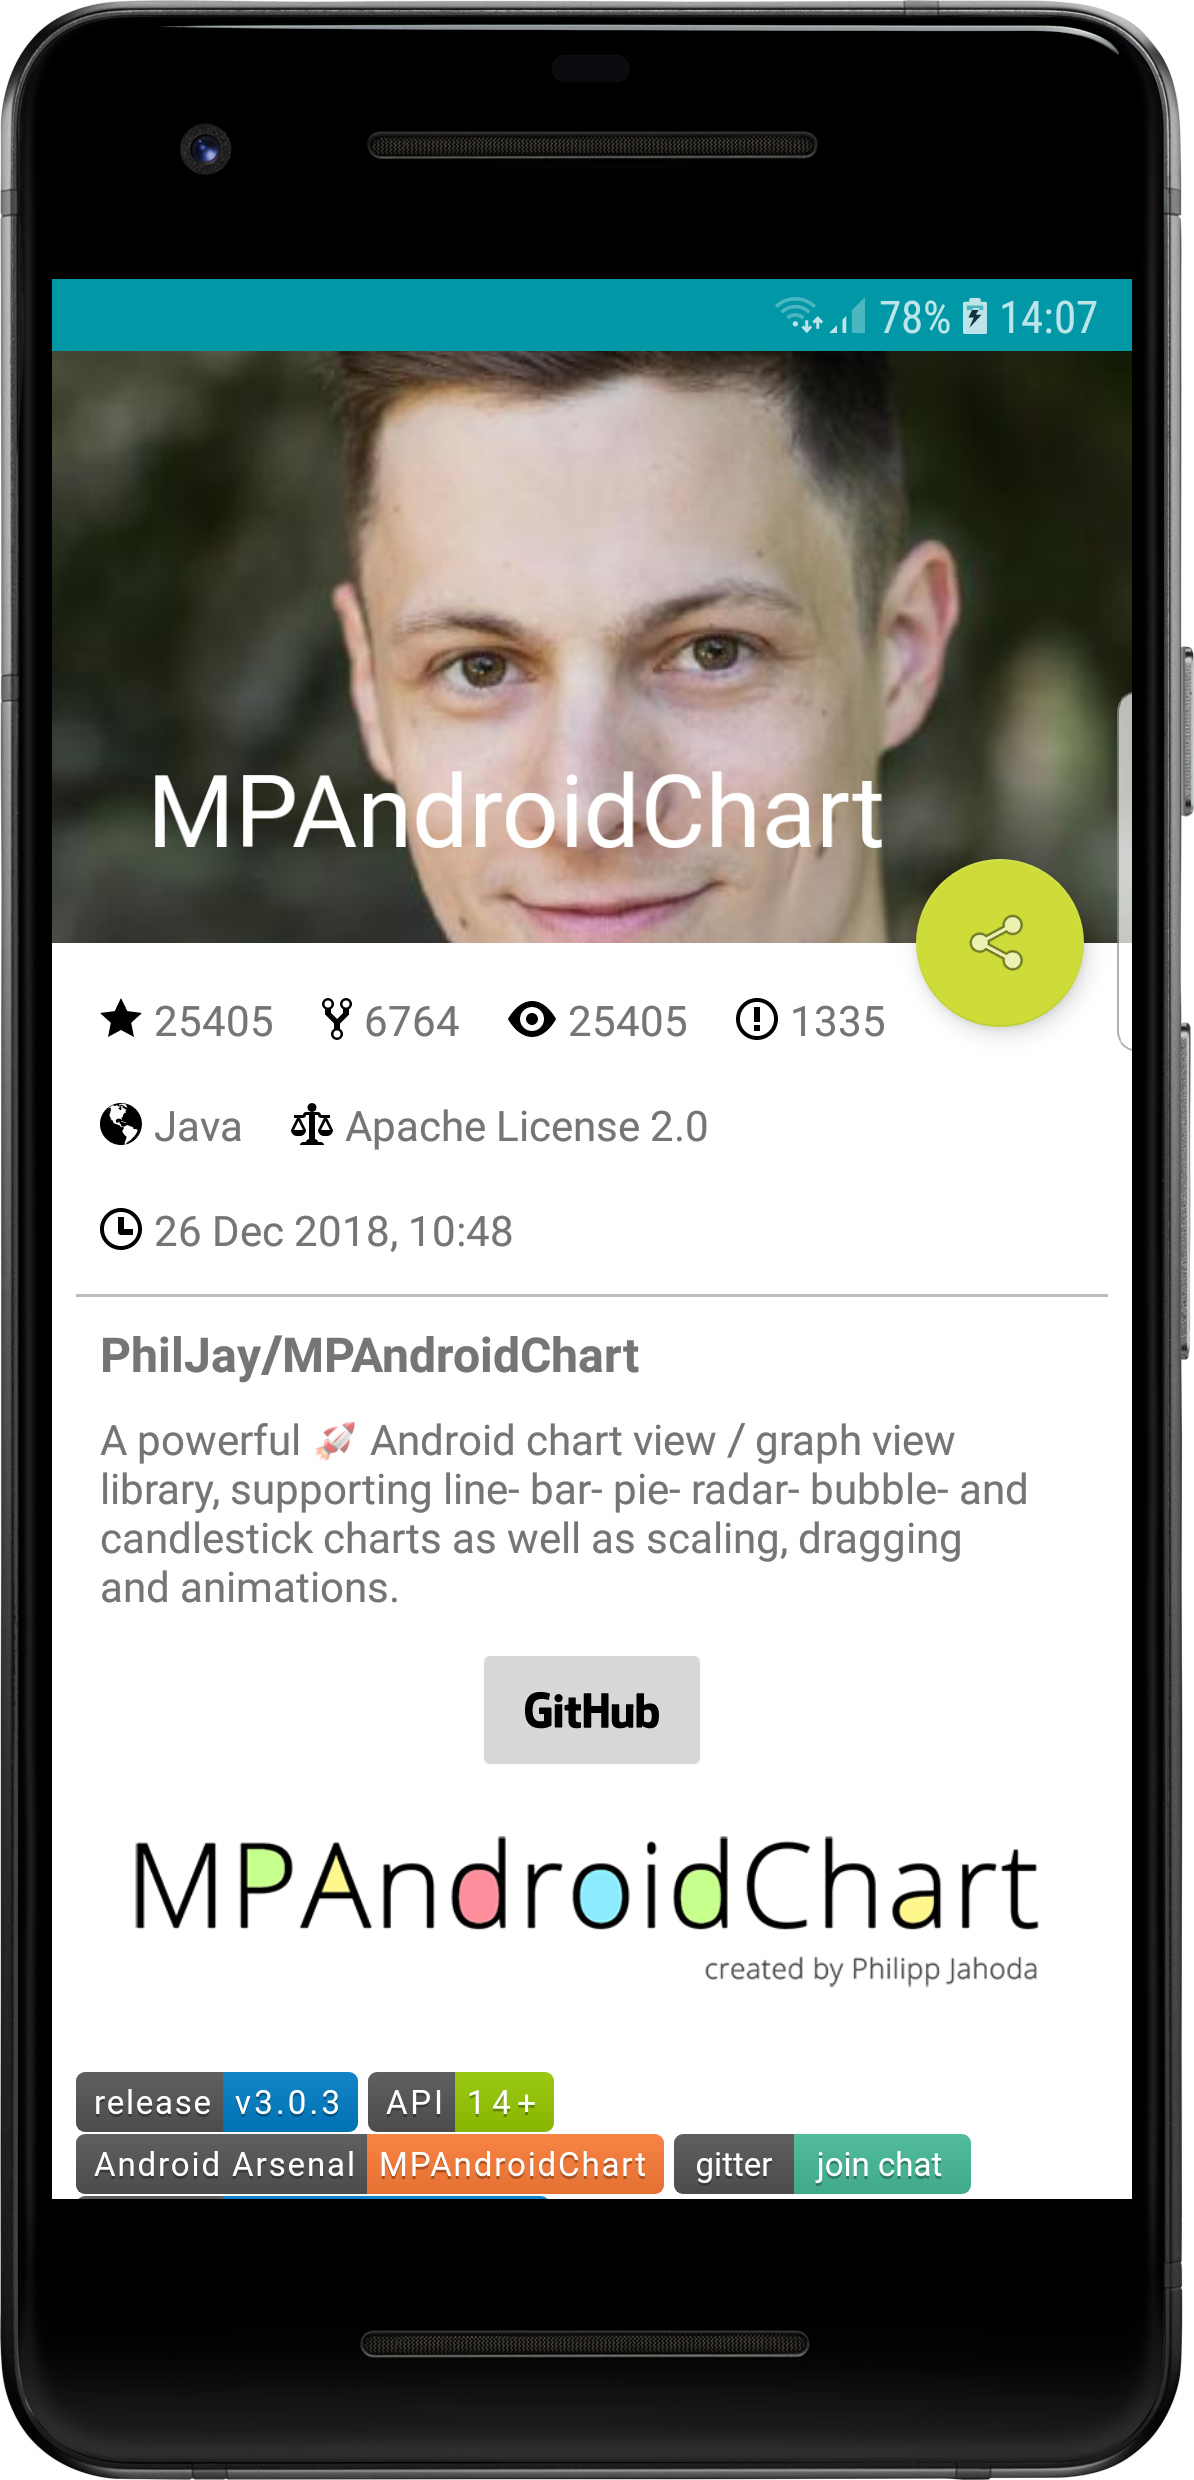 78% 14:07
MPAndroidChart
25405 6764 25405 1335
Java Apache License 2.0
26 Dec 2018, 10:48
PhilJay/MPAndroidChart
A powerful 🚀 Android chart view / graph view
library, supporting line- bar- pie- radar- bubble- and
candlestick charts as well as scaling, dragging
and animations.
GitHub
MPAndroidChart
created by Philipp Jahoda
release v3.0.3 API 14+
Android Arsenal MPAndroidChart gitter join chat